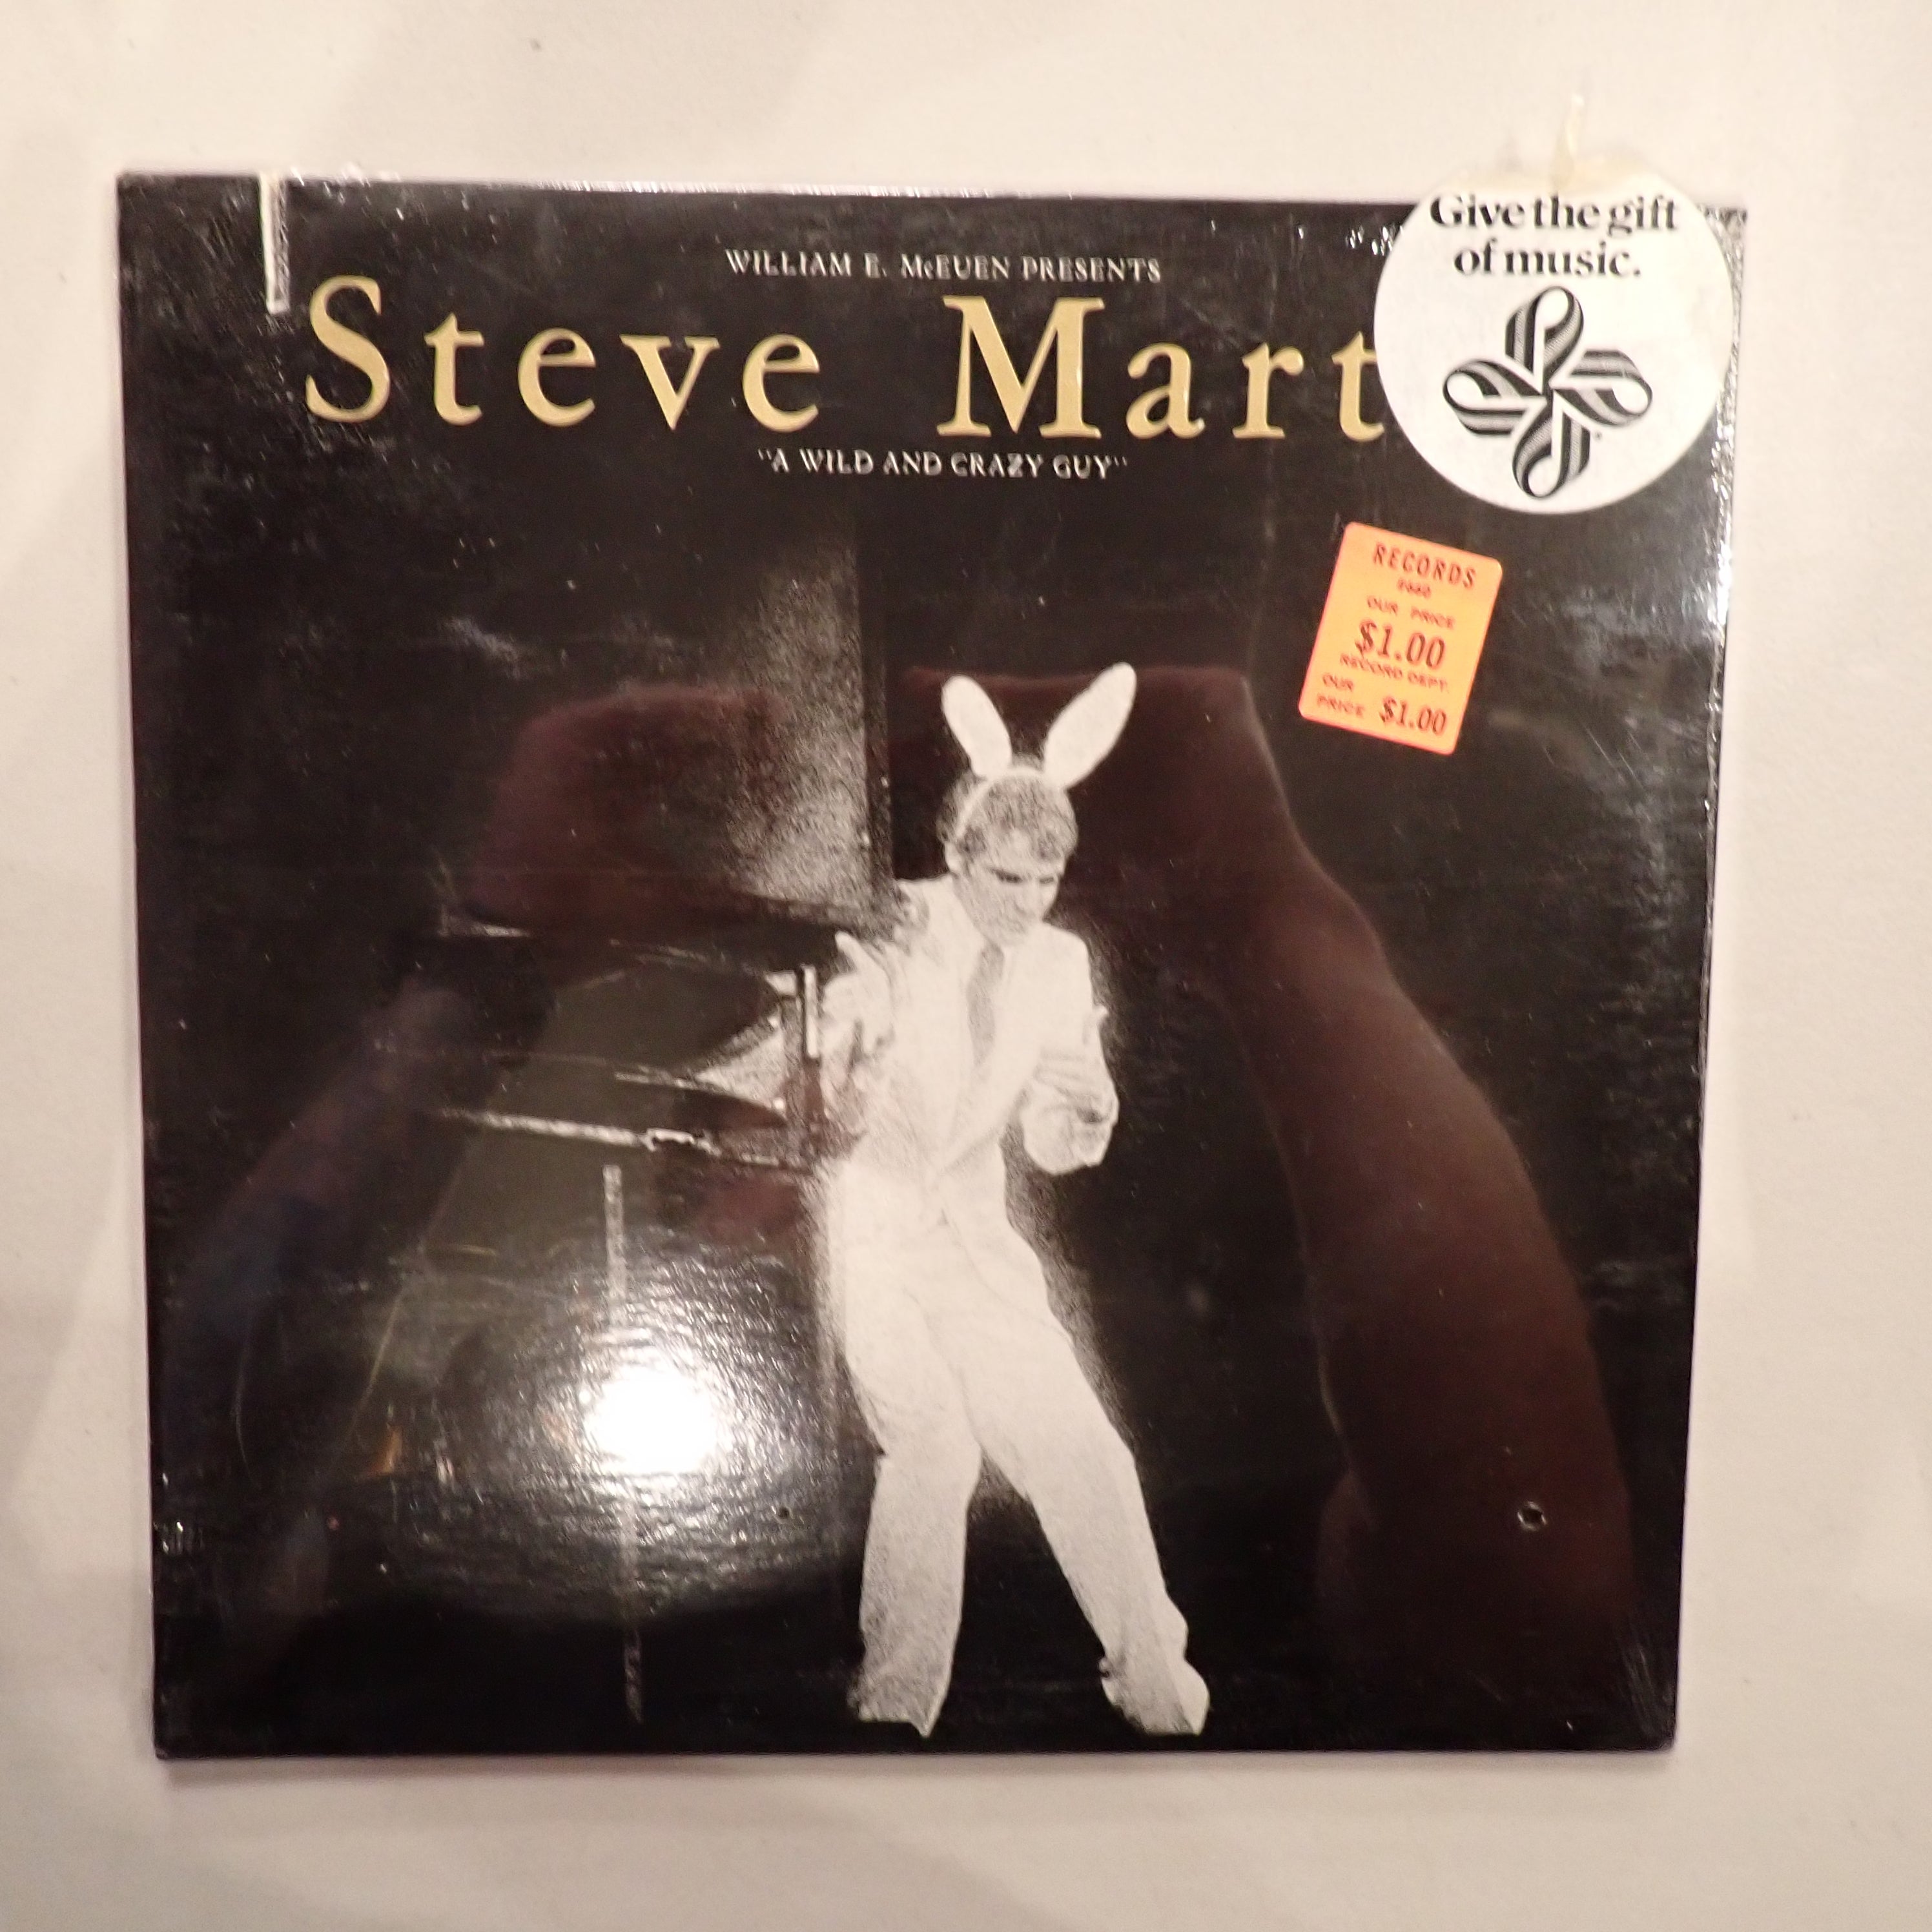 Give the gift
of music.
WILLIAM E. McEUEN PRESENTS
Steve Mart
"A WILD AND CRAZY GUY"
RECORDS
OUR PRICE
$1.00
RECORD DEPT.
OUR
PRICE $1.00